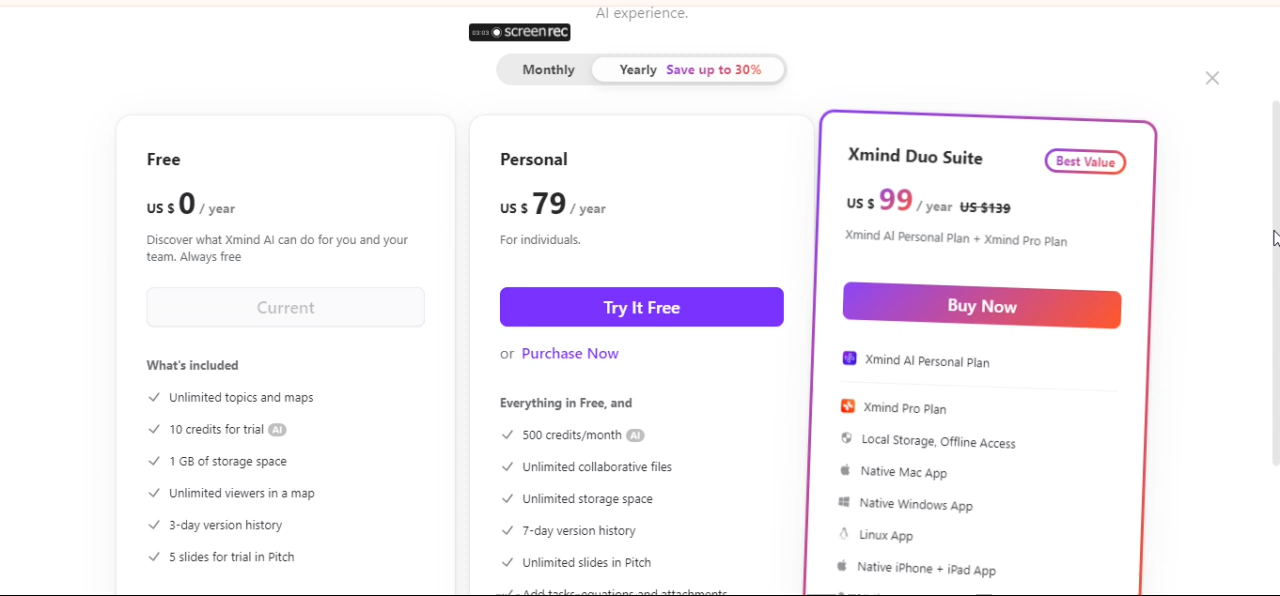 AI experience.
03:03 screenrec
Monthly
Yearly Save up to 30%
Free
US $ 0 / year
Discover what Xmind AI can do for you and your
team. Always free
Current
What's included
Unlimited topics and maps
10 credits for trial AI
1 GB of storage space
Unlimited viewers in a map
3-day version history
5 slides for trial in Pitch
Personal
US $ 79 / year
For individuals.
Try It Free
or Purchase Now
Everything in Free, and
500 credits/month AI
Unlimited collaborative files
Unlimited storage space
7-day version history
Unlimited slides in Pitch
Add tasks, equations and attachments
Xmind Duo Suite
Best Value
US $ 99 / year US $139
Xmind AI Personal Plan + Xmind Pro Plan
Buy Now
Xmind AI Personal Plan
Xmind Pro Plan
Local Storage, Offline Access
Native Mac App
Native Windows App
Linux App
Native iPhone + iPad App